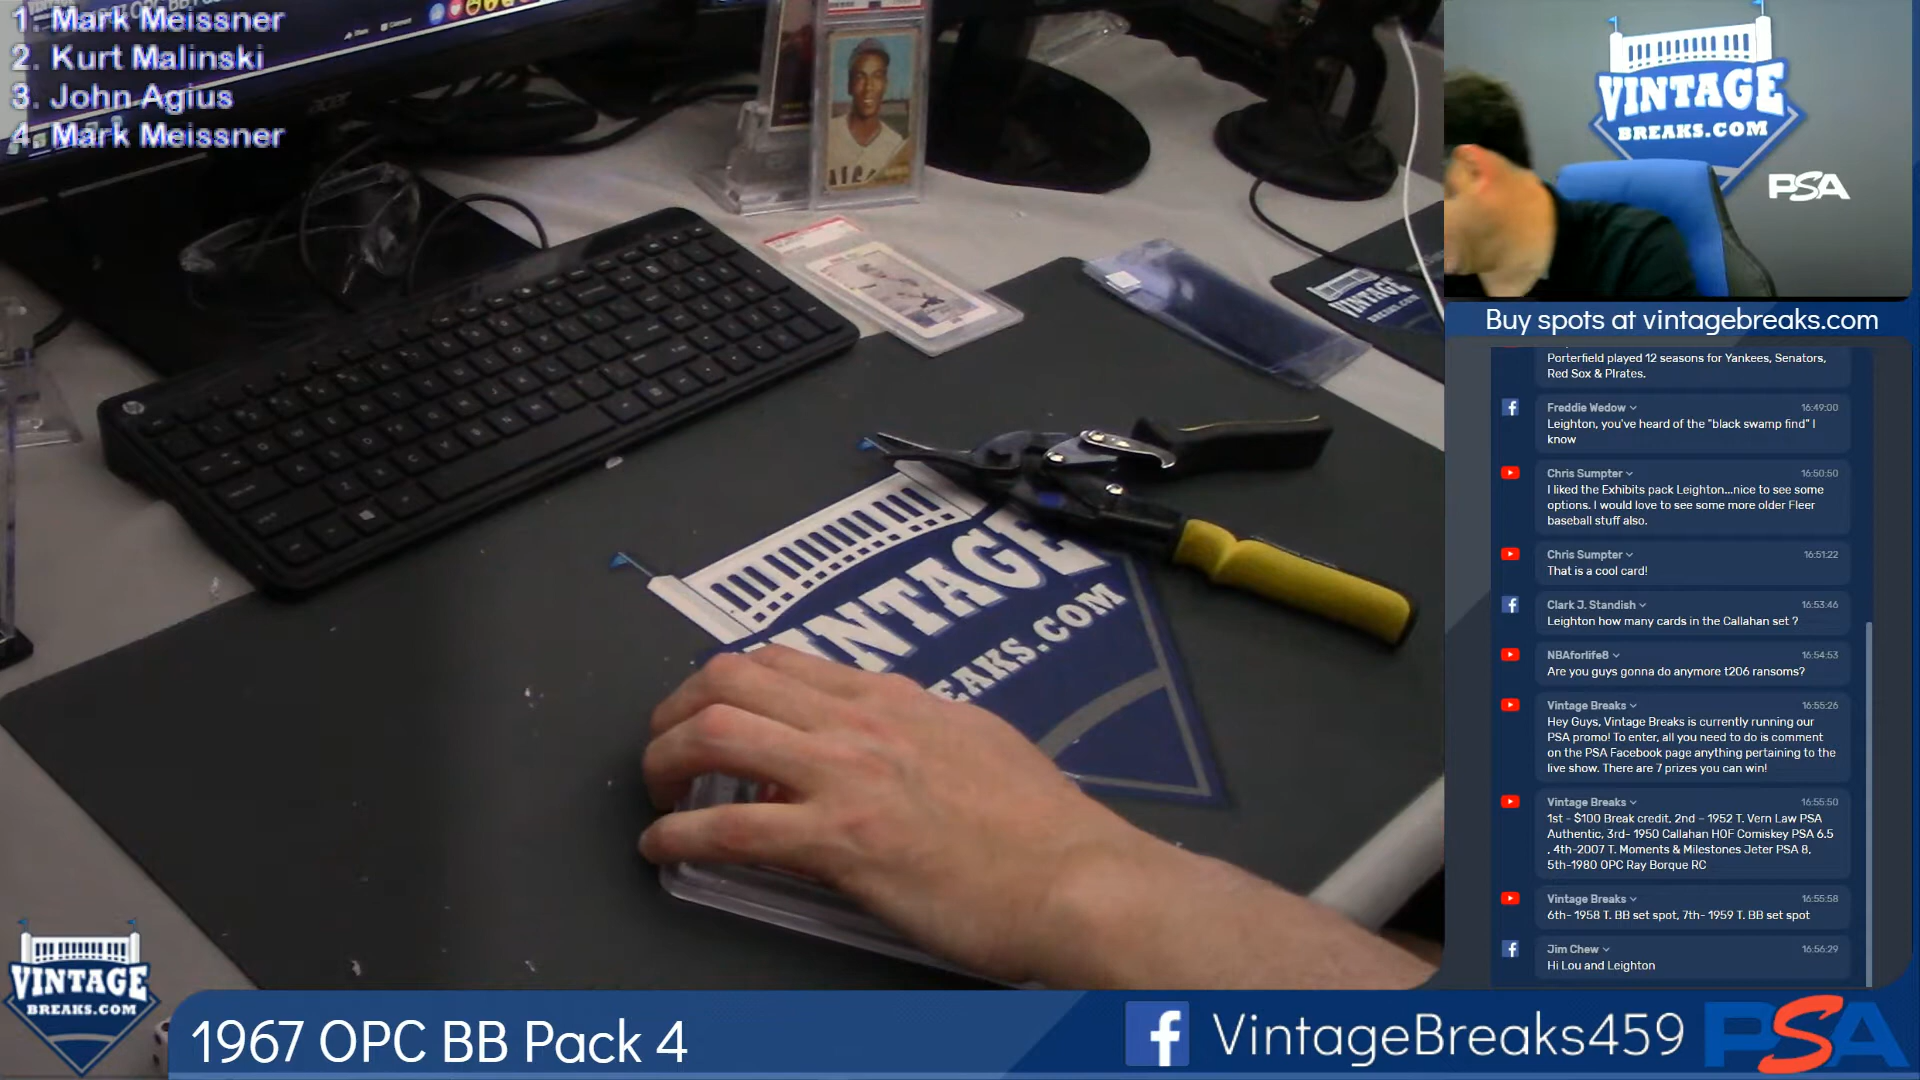 1. Mark Meissner
2. Kurt Malinski
3. John Agius
4. Mark Meissner
acer
VINTAGE
BREAKS.COM
VINTAGE
BREAKS.COM
PSA
VINTAGE
Buy spots at vintagebreaks.com
Porterfield played 12 seasons for Yankees, Senators,
Red Sox & PIrates.
Freddie Wedow 16:49:00
Leighton, you've heard of the "black swamp find" I
know
Chris Sumpter 16:50:50
I liked the Exhibits pack Leighton...nice to see some
options. I would love to see some more older Fleer
baseball stuff also.
Chris Sumpter 16:51:22
That is a cool card!
Clark J. Standish 16:53:46
Leighton how many cards in the Callahan set ?
NBAforlife8 16:54:53
Are you guys gonna do anymore t206 ransoms?
Vintage Breaks 16:55:26
Hey Guys, Vintage Breaks is currently running our
PSA promo! To enter, all you need to do is comment
on the PSA Facebook page anything pertaining to the
live show. There are 7 prizes you can win!
Vintage Breaks 16:55:50
1st - $100 Break credit, 2nd – 1952 T. Vern Law PSA
Authentic, 3rd- 1950 Callahan HOF Comiskey PSA 6.5
, 4th-2007 T. Moments & Milestones Jeter PSA 8,
5th-1980 OPC Ray Borque RC
Vintage Breaks 16:55:58
6th- 1958 T. BB set spot, 7th- 1959 T. BB set spot
Jim Chew 16:56:29
Hi Lou and Leighton
VINTAGE
BREAKS.COM
1967 OPC BB Pack 4
VintageBreaks459
PSA